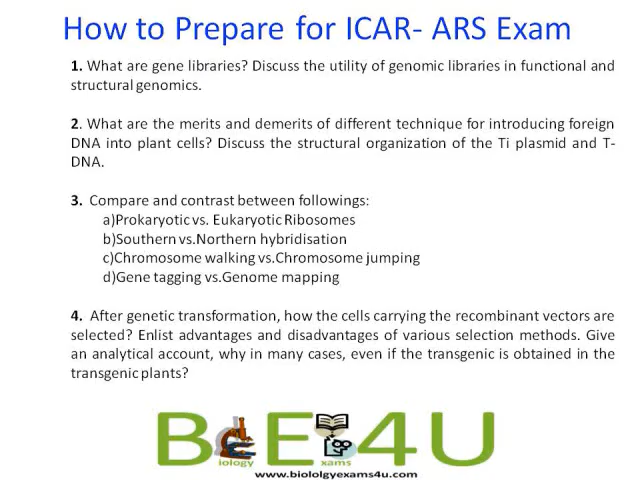 How to Prepare for ICAR- ARS Exam
1. What are gene libraries? Discuss the utility of genomic libraries in functional and
structural genomics.
2. What are the merits and demerits of different technique for introducing foreign
DNA into plant cells? Discuss the structural organization of the Ti plasmid and T-
DNA.
3. Compare and contrast between followings:
a)Prokaryotic vs. Eukaryotic Ribosomes
b)Southern vs.Northern hybridisation
c)Chromosome walking vs.Chromosome jumping
d)Gene tagging vs.Genome mapping
4. After genetic transformation, how the cells carrying the recombinant vectors are
selected? Enlist advantages and disadvantages of various selection methods. Give
an analytical account, why in many cases, even if the transgenic is obtained in the
transgenic plants?
B E 4 U
iology xams
www.biololgyexams4u.com